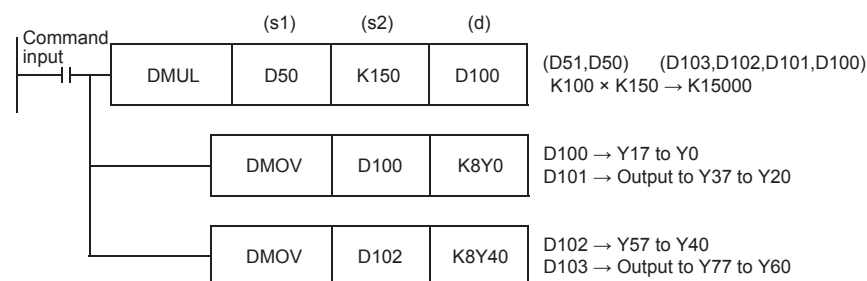 (s1) (s2) (d)
Command
input
DMUL D50 K150 D100
(D51,D50) (D103,D102,D101,D100)
K100 × K150 → K15000
DMOV D100 K8Y0
D100 → Y17 to Y0
D101 → Output to Y37 to Y20
DMOV D102 K8Y40
D102 → Y57 to Y40
D103 → Output to Y77 to Y60